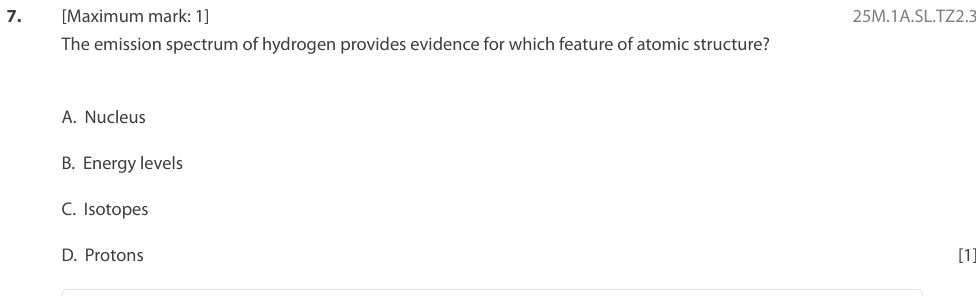 7. [Maximum mark: 1] 25M.1A.SL.TZ2.3
The emission spectrum of hydrogen provides evidence for which feature of atomic structure?
A. Nucleus
B. Energy levels
C. Isotopes
D. Protons [1]